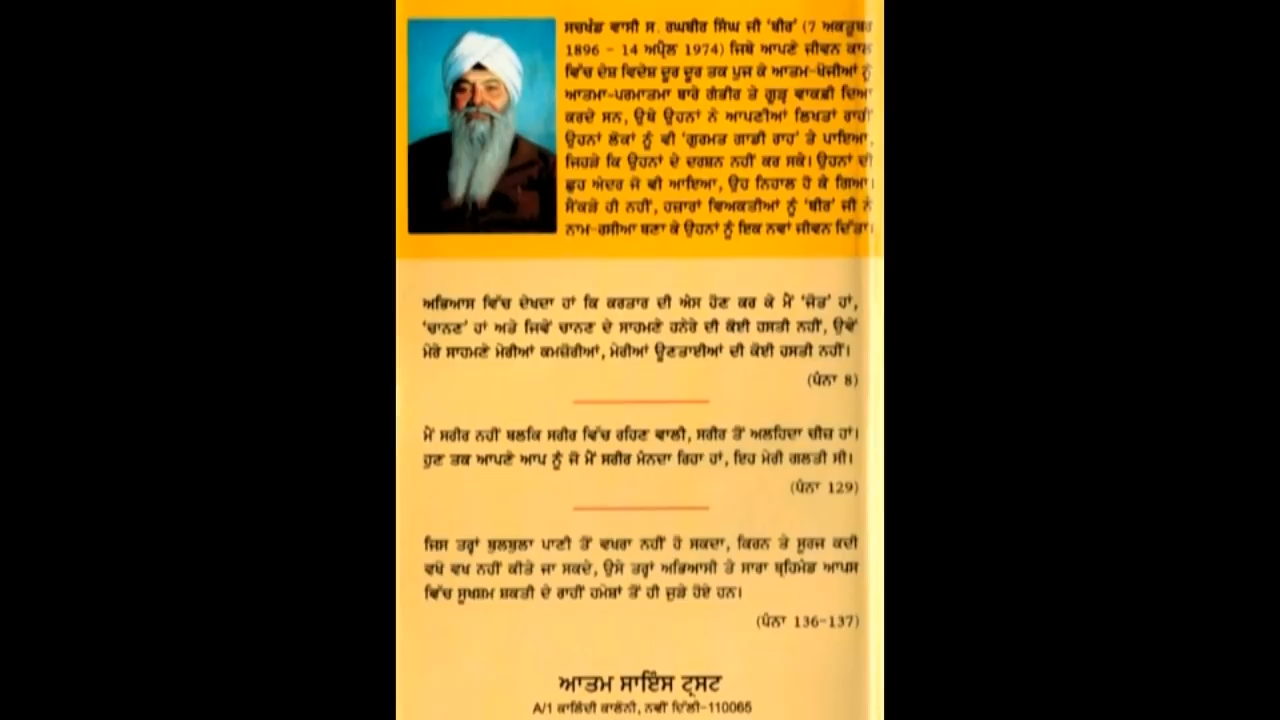 ਸਚਖੰਡ ਵਾਸੀ ਸ. ਰਘਬੀਰ ਸਿੰਘ ਜੀ 'ਬੀਰ' (7 ਅਕਤੂਬਰ
1896 - 14 ਅਪ੍ਰੈਲ 1974) ਜਿਥੇ ਆਪਣੇ ਜੀਵਨ ਕਾਲ
ਵਿੱਚ ਦੇਸ਼ ਵਿਦੇਸ਼ ਦੂਰ ਦੂਰ ਤਕ ਪੁਜ ਕੇ ਆਤਮ-ਖੋਜੀਆਂ ਨੂੰ
ਆਤਮਾ-ਪਰਮਾਤਮਾ ਬਾਰੇ ਗੰਭੀਰ ਤੇ ਗੂੜ੍ਹ ਵਾਕਫ਼ੀ ਦਿਆ
ਕਰਦੇ ਸਨ, ਉਥੇ ਉਹਨਾਂ ਨੇ ਆਪਣੀਆਂ ਲਿਖਤਾਂ ਰਾਹੀਂ
ਉਹਨਾਂ ਲੋਕਾਂ ਨੂੰ ਵੀ 'ਗੁਰਮਤ ਗਾਡੀ ਰਾਹ' ਤੇ ਪਾਇਆ,
ਜਿਹੜੇ ਕਿ ਉਹਨਾਂ ਦੇ ਦਰਸ਼ਨ ਨਹੀਂ ਕਰ ਸਕੇ। ਉਹਨਾਂ ਦੀ
ਛੁਹ ਅੰਦਰ ਜੋ ਵੀ ਆਇਆ, ਉਹ ਨਿਹਾਲ ਹੋ ਕੇ ਗਿਆ।
ਸੈਂਕੜੇ ਹੀ ਨਹੀਂ, ਹਜ਼ਾਰਾਂ ਵਿਅਕਤੀਆਂ ਨੂੰ 'ਬੀਰ' ਜੀ ਨੇ
ਨਾਮ-ਰਸੀਆ ਬਣਾ ਕੇ ਉਹਨਾਂ ਨੂੰ ਇਕ ਨਵਾਂ ਜੀਵਨ ਦਿੱਤਾ।
ਅਭਿਆਸ ਵਿੱਚ ਦੇਖਦਾ ਹਾਂ ਕਿ ਕਰਤਾਰ ਦੀ ਅੰਸ ਹੋਣ ਕਰ ਕੇ ਮੈਂ 'ਜੋਤ' ਹਾਂ,
'ਚਾਨਣ' ਹਾਂ ਅਤੇ ਜਿਵੇਂ ਚਾਨਣ ਦੇ ਸਾਹਮਣੇ ਹਨੇਰੇ ਦੀ ਕੋਈ ਹਸਤੀ ਨਹੀਂ, ਉਵੇਂ
ਮੇਰੇ ਸਾਹਮਣੇ ਮੇਰੀਆਂ ਕਮਜ਼ੋਰੀਆਂ, ਮੇਰੀਆਂ ਊਣਤਾਈਆਂ ਦੀ ਕੋਈ ਹਸਤੀ ਨਹੀਂ।
(ਪੰਨਾ 8)
ਮੈਂ ਸਰੀਰ ਨਹੀਂ ਬਲਕਿ ਸਰੀਰ ਵਿੱਚ ਰਹਿਣ ਵਾਲੀ, ਸਰੀਰ ਤੋਂ ਅਲਹਿਦਾ ਚੀਜ਼ ਹਾਂ।
ਹੁਣ ਤਕ ਆਪਣੇ ਆਪ ਨੂੰ ਜੋ ਮੈਂ ਸਰੀਰ ਮੰਨਦਾ ਰਿਹਾ ਹਾਂ, ਇਹ ਮੇਰੀ ਗਲਤੀ ਸੀ।
(ਪੰਨਾ 129)
ਜਿਸ ਤਰ੍ਹਾਂ ਬੁਲਬੁਲਾ ਪਾਣੀ ਤੋਂ ਵਖਰਾ ਨਹੀਂ ਹੋ ਸਕਦਾ, ਕਿਰਨ ਤੇ ਸੂਰਜ ਕਦੀ
ਵਖੋ ਵਖ ਨਹੀਂ ਕੀਤੇ ਜਾ ਸਕਦੇ, ਉਸੇ ਤਰ੍ਹਾਂ ਅਭਿਆਸੀ ਤੇ ਸਾਰਾ ਬ੍ਰਹਿਮੰਡ ਆਪਸ
ਵਿੱਚ ਸੂਖਸ਼ਮ ਸ਼ਕਤੀ ਦੇ ਰਾਹੀਂ ਹਮੇਸ਼ਾਂ ਤੋਂ ਹੀ ਜੁੜੇ ਹੋਏ ਹਨ।
(ਪੰਨਾ 136-137)
ਆਤਮ ਸਾਇੰਸ ਟ੍ਰਸਟ
A/1 ਕਾਲਿੰਦੀ ਕਾਲੋਨੀ, ਨਵੀਂ ਦਿੱਲੀ-110065